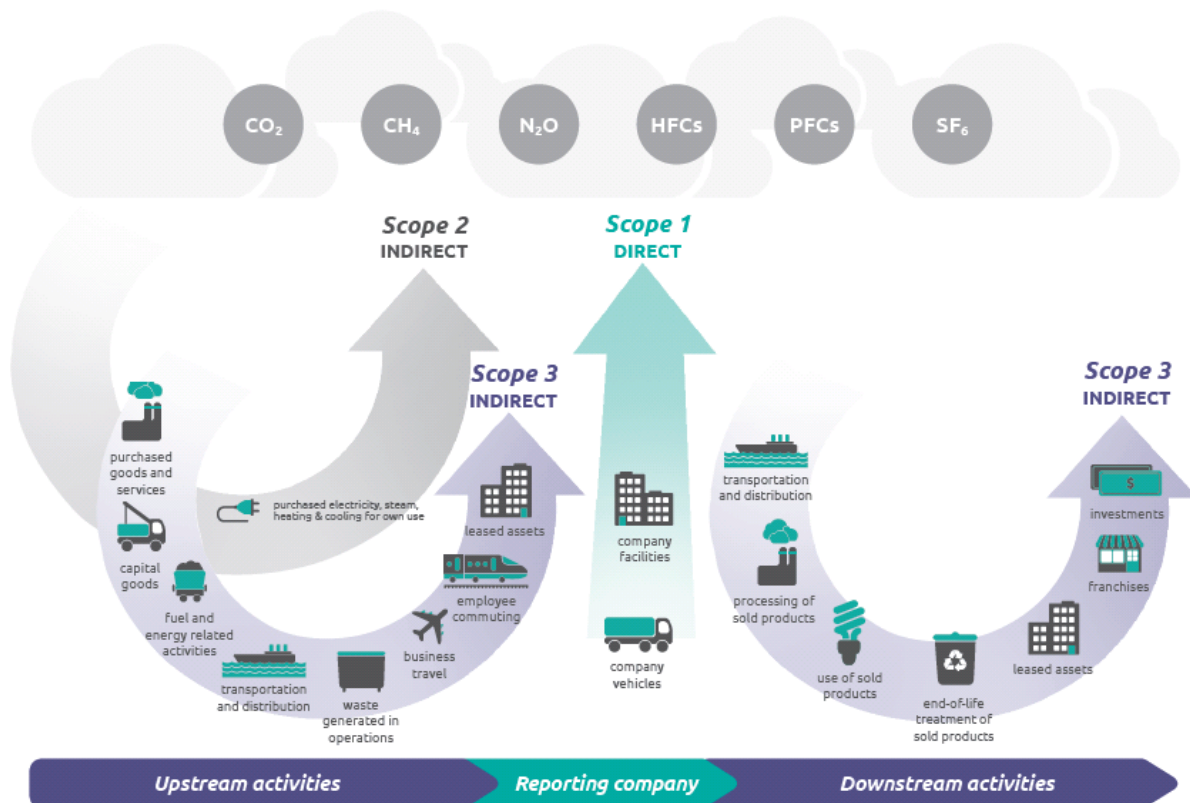 CO₂
CH₄
N₂O
HFCs
PFCs
SF₆
Scope 2
INDIRECT
Scope 1
DIRECT
Scope 3
INDIRECT
Scope 3
INDIRECT
purchased
goods and
services
capital
goods
fuel and
energy related
activities
transportation
and distribution
waste
generated in
operations
business
travel
employee
commuting
leased assets
purchased electricity, steam,
heating & cooling for own use
company
facilities
company
vehicles
transportation
and distribution
processing of
sold products
use of sold
products
end-of-life
treatment of
sold products
leased assets
franchises
$
investments
Upstream activities
Reporting company
Downstream activities